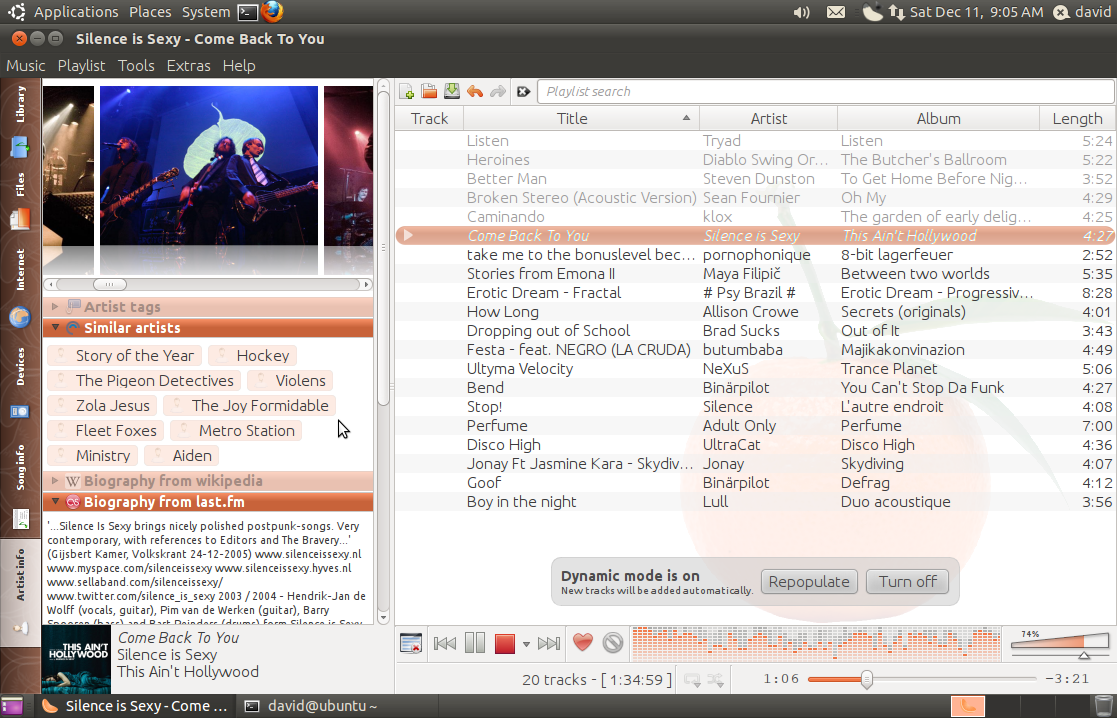 Applications Places System Sat Dec 11, 9:05 AM david
Silence is Sexy - Come Back To You
Music Playlist Tools Extras Help
Library
Files
Internet
Devices
Song info
Artist info
Artist tags
Similar artists
Story of the Year Hockey
The Pigeon Detectives Violens
Zola Jesus The Joy Formidable
Fleet Foxes Metro Station
Ministry Aiden
W Biography from wikipedia
Biography from last.fm
'...Silence Is Sexy brings nicely polished postpunk-songs. Very
contemporary, with references to Editors and The Bravery...'
(Gijsbert Kamer, Volkskrant 24-12-2005) www.silenceissexy.nl
www.myspace.com/silenceissexy www.silenceissexy.hyves.nl
www.sellaband.com/silenceissexy/
www.twitter.com/silence_is_sexy 2003 / 2004 - Hendrik-Jan de
Wolff (vocals, guitar), Pim van de Werken (guitar), Barry
THIS AIN'T
HOLLYWOOD
Come Back To You
Silence is Sexy
This Ain't Hollywood
Playlist search
Track Title Artist Album Length
Listen Tryad Listen 5:24
Heroines Diablo Swing Or... The Butcher's Ballroom 5:22
Better Man Steven Dunston To Get Home Before Nig... 3:52
Broken Stereo (Acoustic Version) Sean Fournier Oh My 4:29
Caminando klox The garden of early delig... 4:25
Come Back To You Silence is Sexy This Ain't Hollywood 4:27
take me to the bonuslevel bec... pornophonique 8-bit lagerfeuer 2:52
Stories from Emona II Maya Filipič Between two worlds 5:35
Erotic Dream - Fractal # Psy Brazil # Erotic Dream - Progressiv... 8:28
How Long Allison Crowe Secrets (originals) 4:01
Dropping out of School Brad Sucks Out of It 3:43
Festa - feat. NEGRO (LA CRUDA) butumbaba Majikakonvinazion 4:49
Ultyma Velocity NeXuS Trance Planet 5:06
Bend Binärpilot You Can't Stop Da Funk 4:27
Stop! Silence L'autre endroit 4:08
Perfume Adult Only Perfume 7:00
Disco High UltraCat Disco High 4:36
Jonay Ft Jasmine Kara - Skydiv... Jonay Skydiving 4:07
Goof Binärpilot Defrag 4:12
Boy in the night Lull Duo acoustique 3:56
Dynamic mode is on
New tracks will be added automatically.
Repopulate Turn off
74%
20 tracks - [ 1:34:59 ] 1:06 -3:21
Silence is Sexy - Come ... david@ubuntu ~